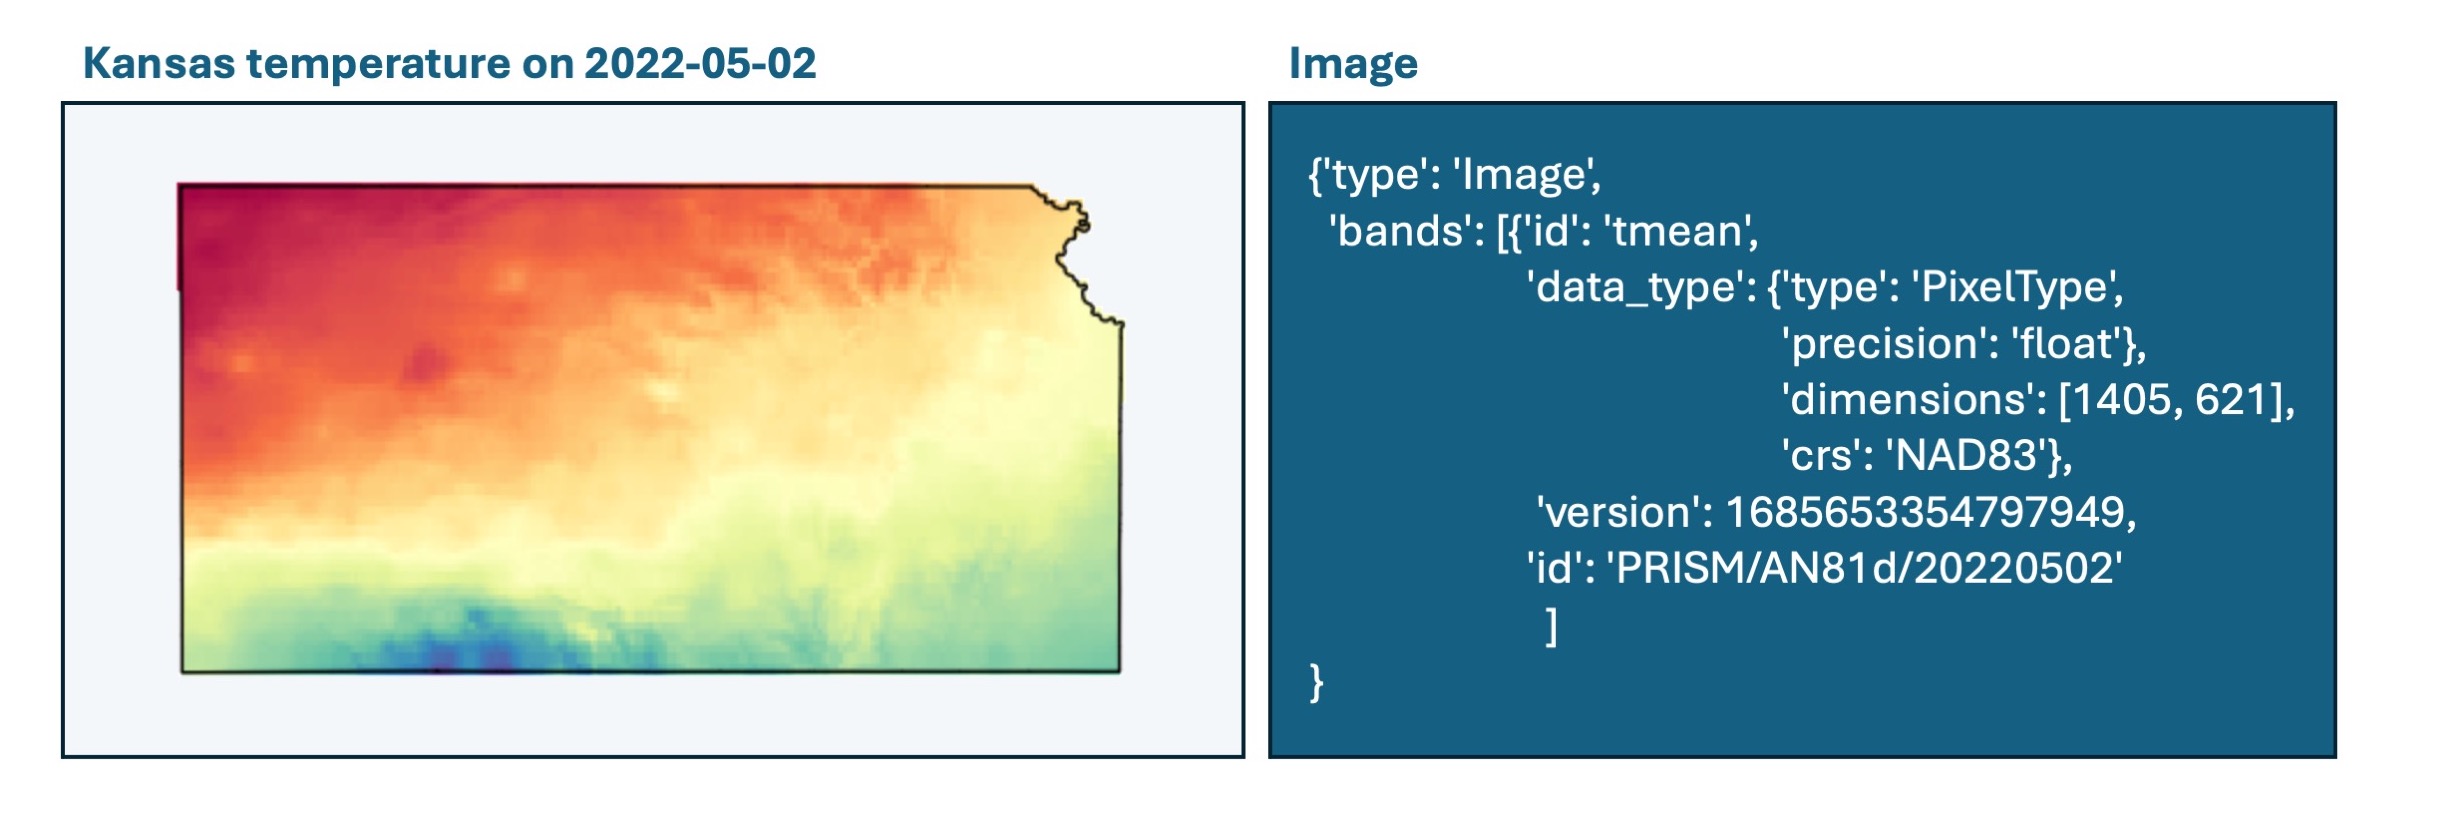 Kansas temperature on 2022-05-02
Image
{'type': 'Image',
'bands': [{'id': 'tmean',
'data_type': {'type': 'PixelType',
'precision': 'float'},
'dimensions': [1405, 621],
'crs': 'NAD83'},
'version': 1685653354797949,
'id': 'PRISM/AN81d/20220502'
]
}